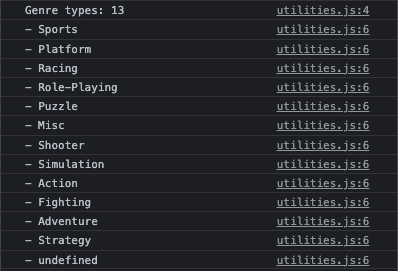 Genre types: 13 utilities.js:4
– Sports utilities.js:6
– Platform utilities.js:6
– Racing utilities.js:6
– Role-Playing utilities.js:6
– Puzzle utilities.js:6
– Misc utilities.js:6
– Shooter utilities.js:6
– Simulation utilities.js:6
– Action utilities.js:6
– Fighting utilities.js:6
– Adventure utilities.js:6
– Strategy utilities.js:6
– undefined utilities.js:6